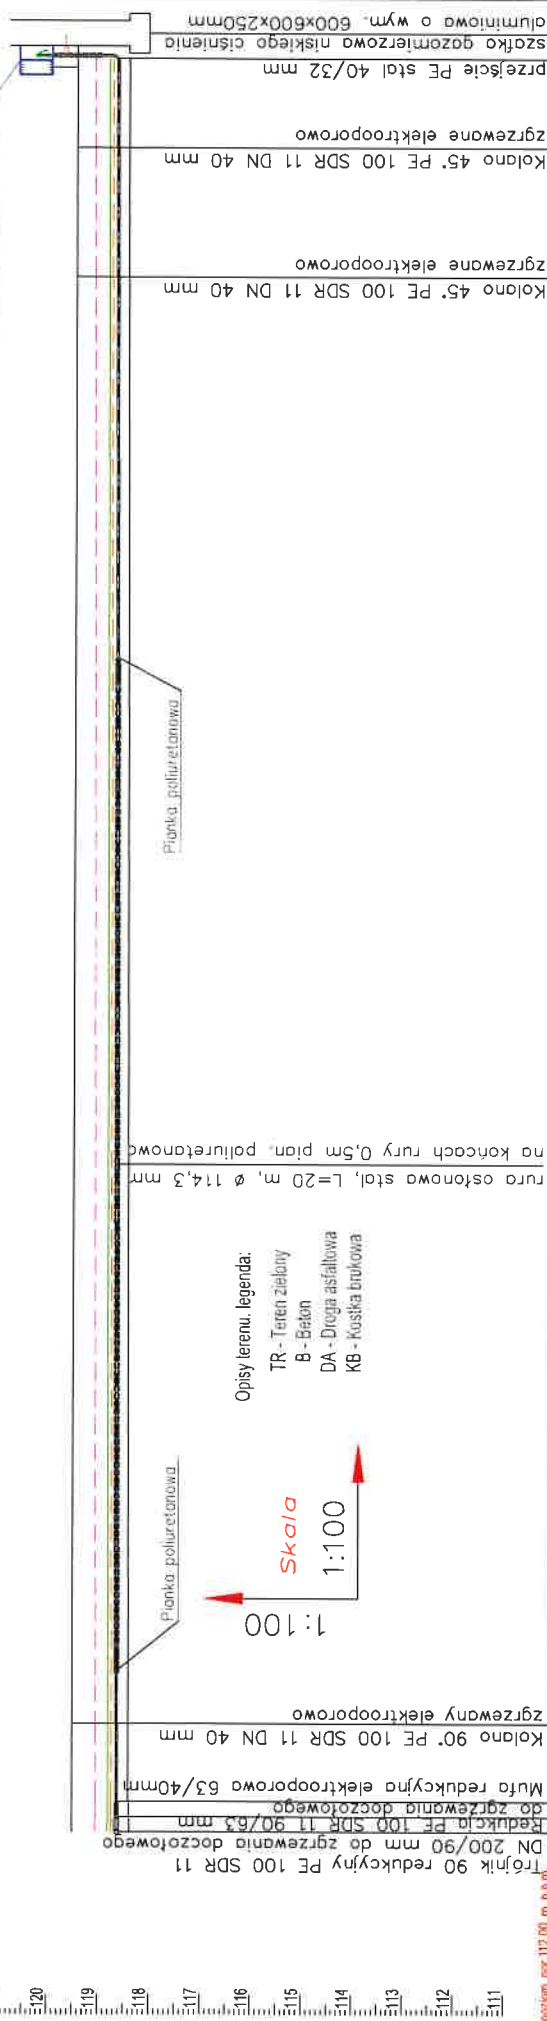 aluminiowa o wym. 600x600x250mm
szafka gazomierzowa niskiego ciśnienia
przejście PE stal 40/32 mm
zgrzewane elektrooporowo
Kolano 45° PE 100 SDR 11 DN 40 mm
zgrzewane elektrooporowo
Kolano 45° PE 100 SDR 11 DN 40 mm
Pianka poliuretanowa
na końcach rury 0,5m pian. poliuretanowa
rura osłonowa stal, L=20 m, ø 114,3 mm
Opisy terenu. legenda:
TR - Teren zielony
B - Beton
DA - Droga asfaltowa
KB - Kostka brukowa
Pianka poliuretanowa
Skala
1:100
1:100
zgrzewany elektrooporowo
Kolano 90° PE 100 SDR 11 DN 40 mm
Mufa redukcyjna elektrooporowa 63/40mm
do zgrzewania doczołowego
Redukcja PE 100 SDR 11 90/63 mm
DN 200/90 mm do zgrzewania doczołowego
Trójnik 90 redukcyjny PE 100 SDR 11
120
119
118
117
116
115
114
113
112
111
poziom por 112,00 m n.p.m